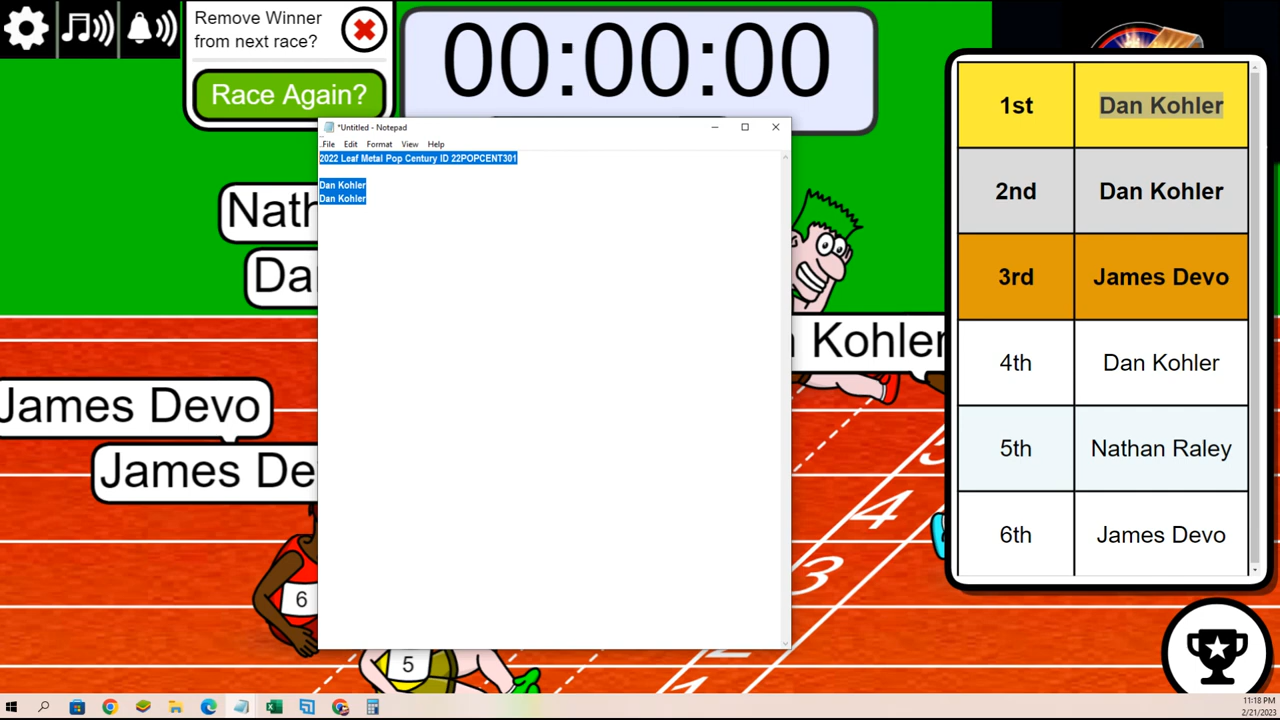 Remove Winner
from next race?
Race Again?
00:00:00
*Untitled - Notepad
File Edit Format View Help
2022 Leaf Metal Pop Century ID 22POPCENT301
Dan Kohler
Dan Kohler
1st Dan Kohler
2nd Dan Kohler
3rd James Devo
4th Dan Kohler
5th Nathan Raley
6th James Devo
Nath
Da
Kohler
James Devo
James De
6
5
5
4
3
2
1
11:18 PM
2/21/2023